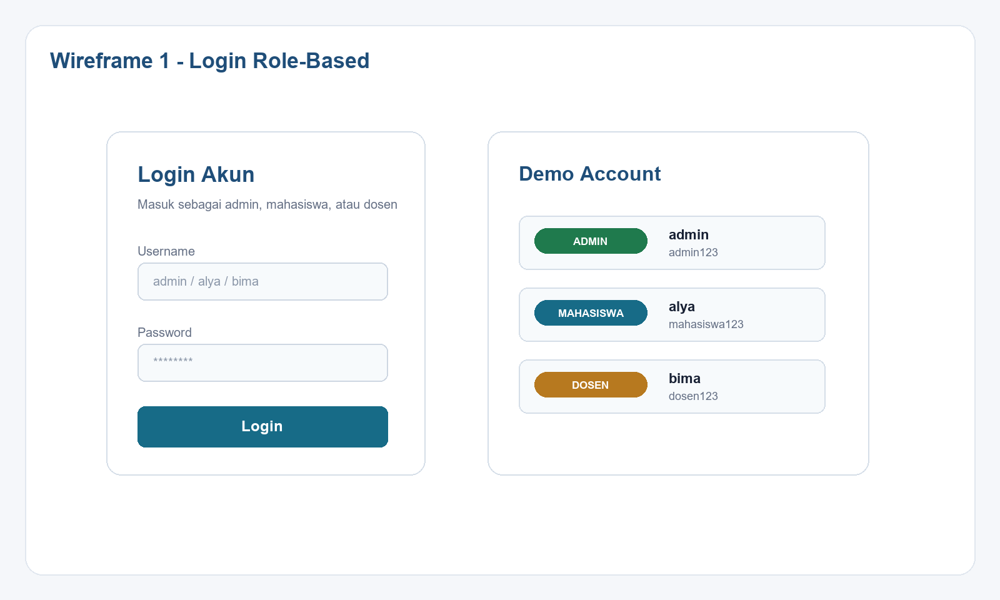 Wireframe 1 - Login Role-Based
Login Akun
Masuk sebagai admin, mahasiswa, atau dosen
Username
admin / alya / bima
Password
********
Login
Demo Account
ADMIN
admin
admin123
MAHASISWA
alya
mahasiswa123
DOSEN
bima
dosen123